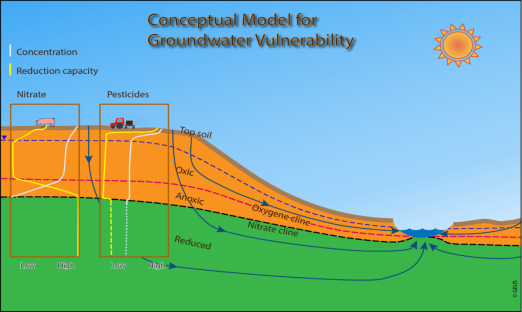 Conceptual Model for
Groundwater Vulnerability
Concentration
Reduction capacity
Nitrate
Pesticides
Top soil
Oxic
Oxygene cline
Anoxic
Nitrate cline
Reduced
Low
High
Low
High
© GEUS